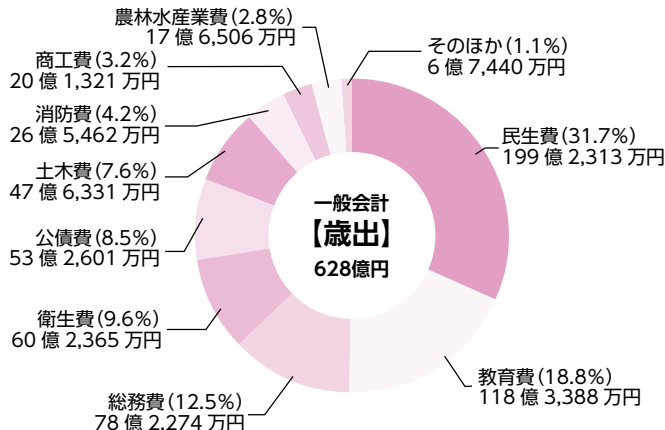 一般会計
【歳出】
628億円
民生費(31.7%)
199億2,313万円
教育費(18.8%)
118億3,388万円
総務費(12.5%)
78億2,274万円
衛生費(9.6%)
60億2,365万円
公債費(8.5%)
53億2,601万円
土木費(7.6%)
47億6,331万円
消防費(4.2%)
26億5,462万円
商工費(3.2%)
20億1,321万円
農林水産業費(2.8%)
17億6,506万円
そのほか(1.1%)
6億7,440万円